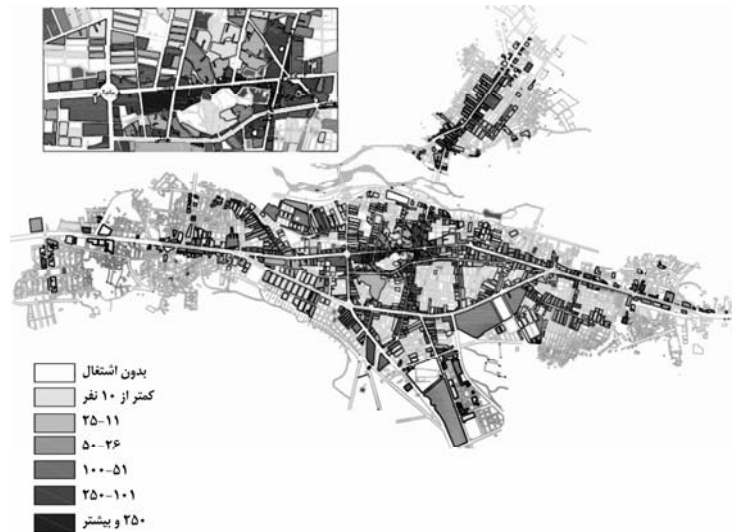 بدون اشتغال
کمتر از ۱۰ نفر
۲۵-۱۱
۵۰-۲۶
۱۰۰-۵۱
۲۵۰-۱۰۱
۲۵۰ و بیشتر